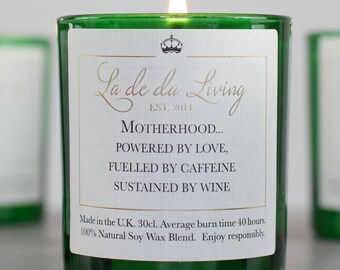 La de da Living
EST. 2011
MOTHERHOOD...
POWERED BY LOVE,
FUELLED BY CAFFEINE
SUSTAINED BY WINE
Made in the U.K. 30cl. Average burn time 40 hours.
100% Natural Soy Wax Blend. Enjoy responsibly.